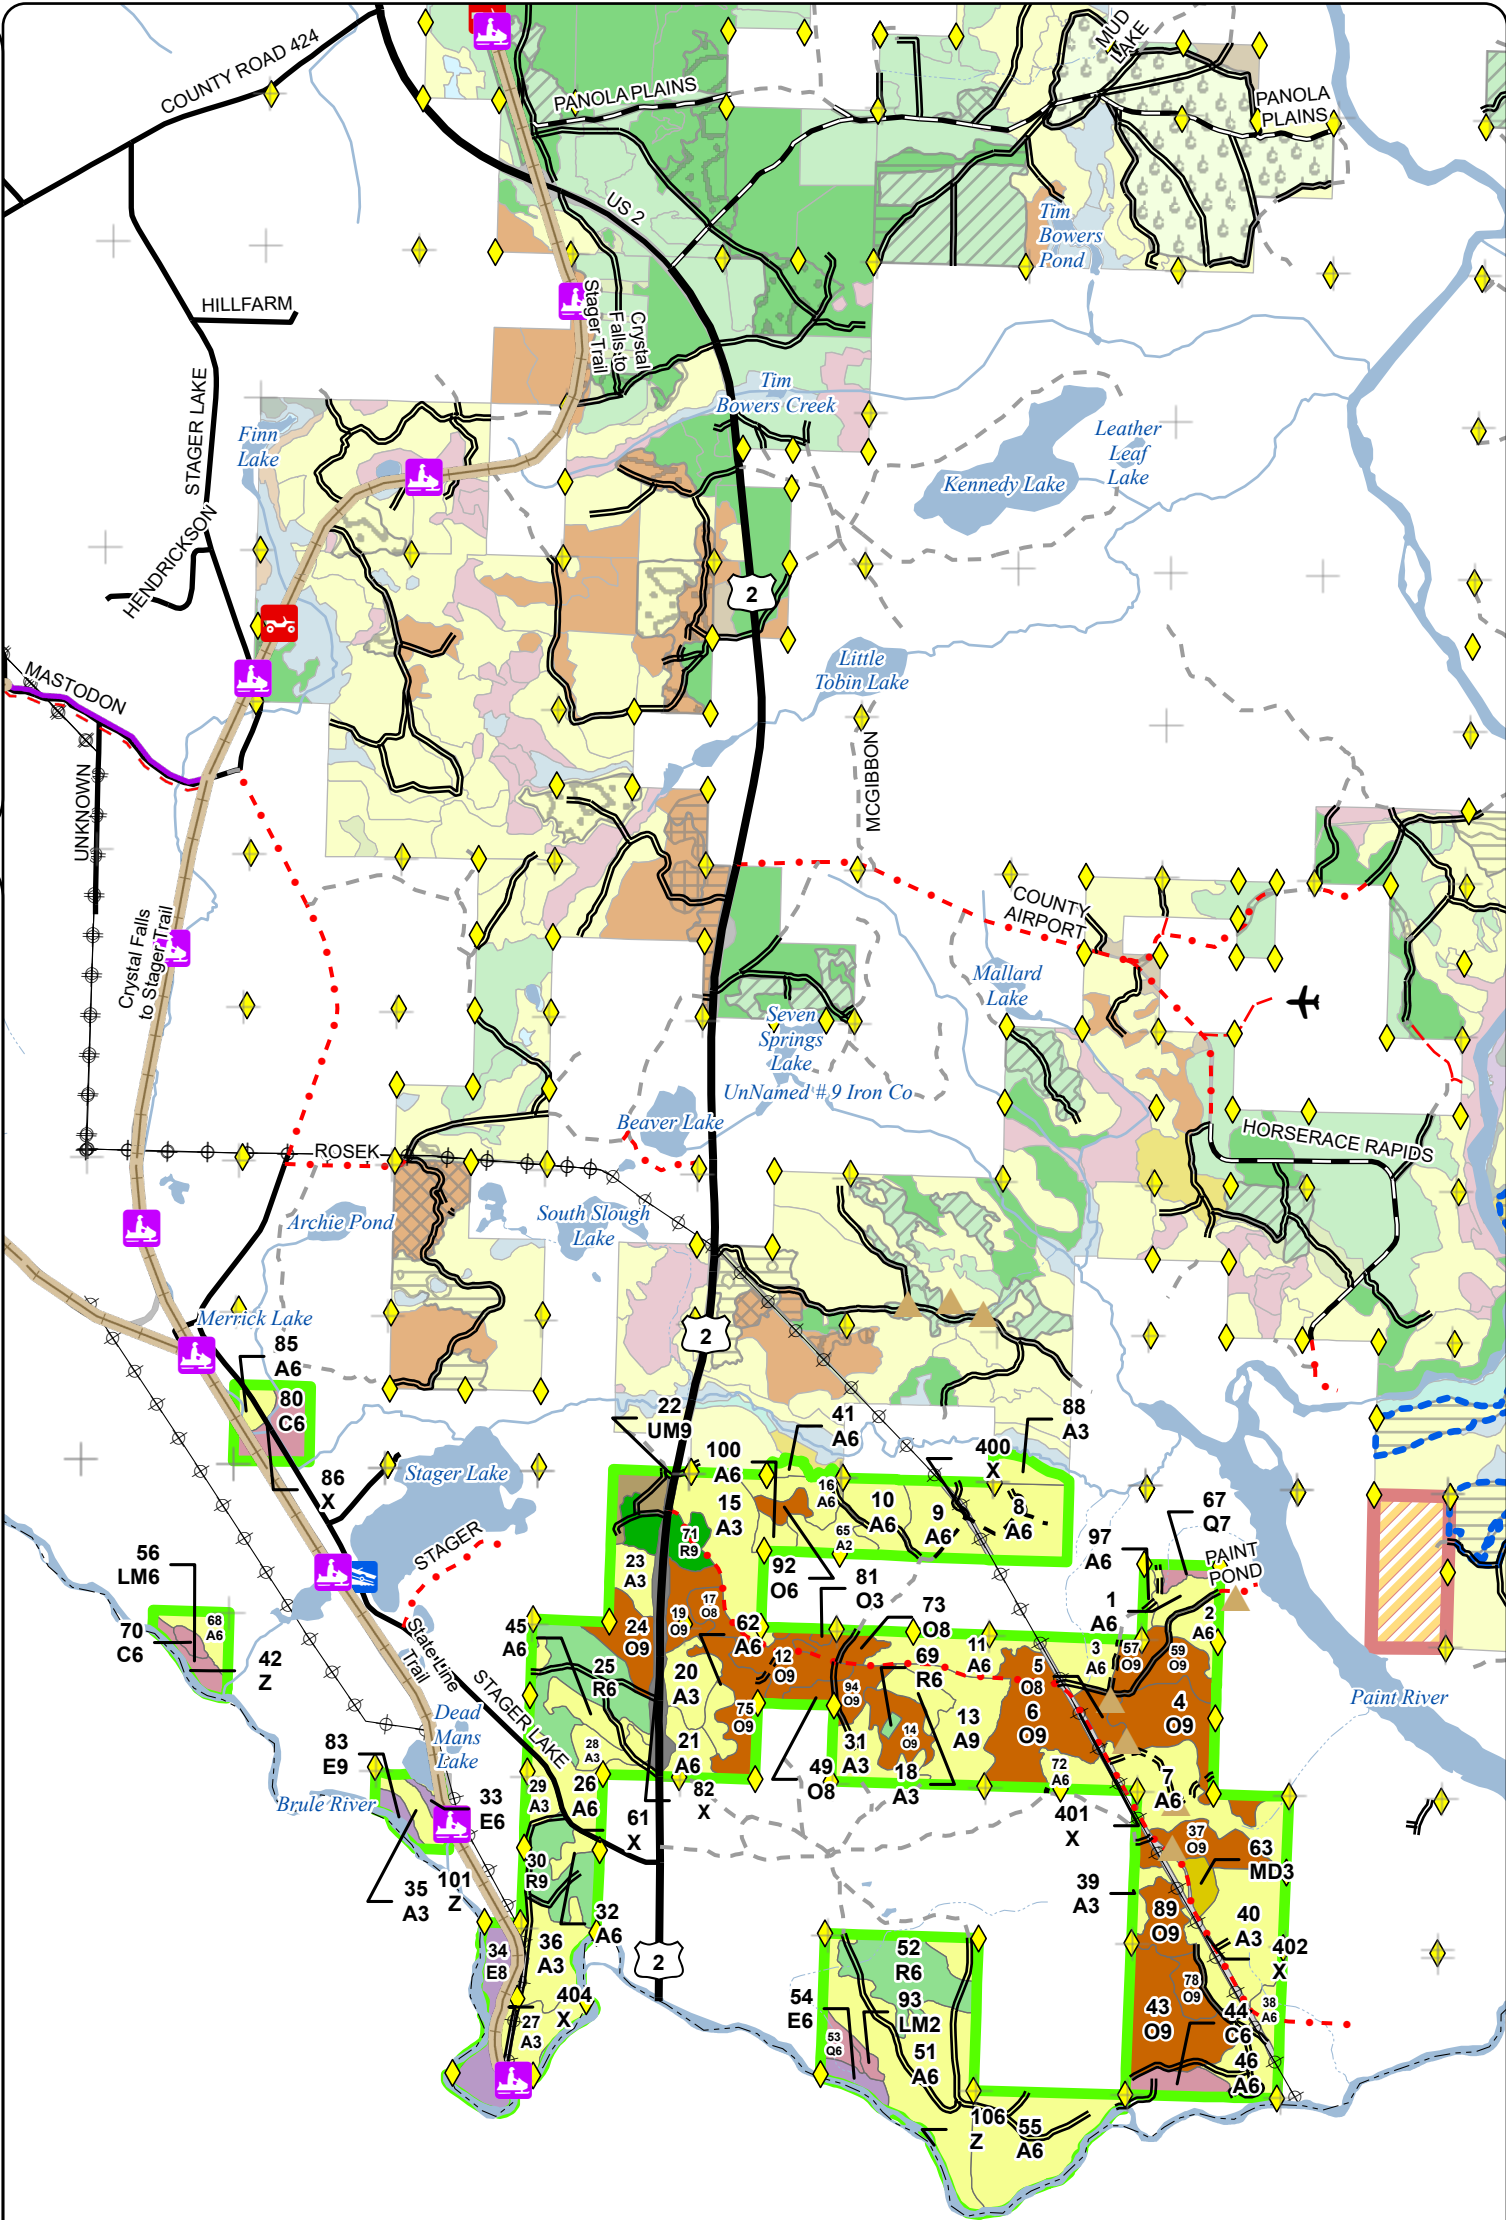 COUNTY ROAD 424
MUD
LAKE
PANOLA PLAINS
PANOLA
PLAINS
US 2
Tim
Bowers
Pond
HILLFARM
Crystal
Falls to
Stager Trail
STAGER LAKE
Tim
Bowers Creek
Finn
Lake
Leather
Leaf
Lake
Kennedy Lake
HENDRICKSON
2
MASTODON
Little
Tobin Lake
UNKNOWN
MCGIBBON
Crystal Falls
to Stager Trail
COUNTY
AIRPORT
Mallard
Lake
Seven
Springs
Lake
UnNamed # 9 Iron Co
Beaver Lake
ROSEK
HORSERACE RAPIDS
Archie Pond
South Slough
Lake
Merrick Lake
2
85
A6
80
C6
22
UM9
41
A6
88
A3
100
A6
400
X
86
X
Stager Lake
15
A3
16
A6
10
A6
9
A6
8
A6
67
Q7
65
A2
71
R9
97
A6
STAGER
PAINT
POND
56
LM6
23
A3
92
O6
81
O3
1
A6
68
A6
17
O8
19
O9
62
A6
73
O8
2
A6
70
C6
45
A6
24
O9
11
A6
3
A6
57
O9
59
O9
42
Z
State Line
Trail
25
R6
20
A3
12
O9
69
R6
5
O8
94
O9
STAGER LAKE
75
O9
13
A9
6
O9
4
O9
Paint River
Dead
Mans
Lake
83
E9
28
A3
21
A6
31
A3
14
O9
72
A6
7
A6
29
A3
26
A6
82
X
49
O8
18
A3
Brule River
33
E6
61
X
401
X
37
O9
63
MD3
30
R9
35
A3
101
Z
39
A3
32
A6
89
O9
40
A3
34
E8
36
A3
52
R6
402
X
2
404
X
54
E6
93
LM2
78
O9
43
O9
44
C6
38
A6
27
A3
53
Q6
51
A6
46
A6
106
Z
55
A6